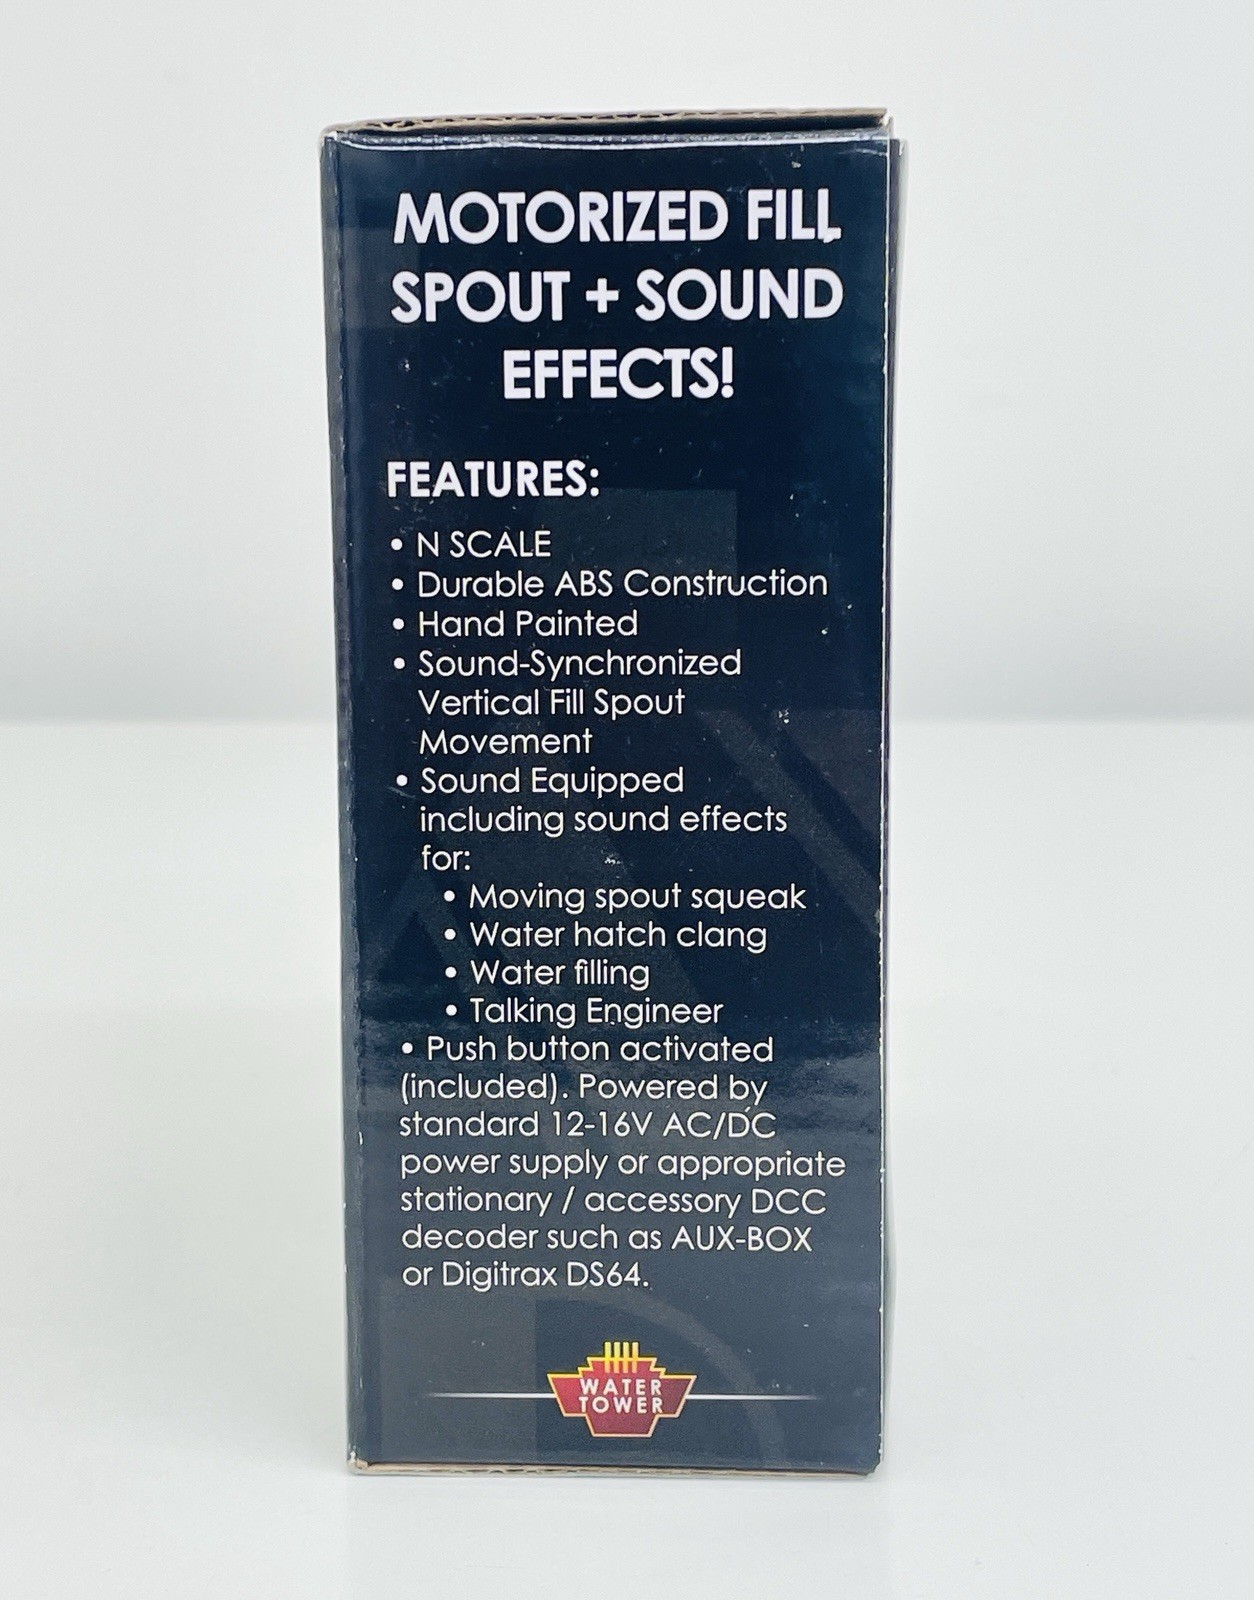 MOTORIZED FILL
SPOUT + SOUND
EFFECTS!
FEATURES:
• N SCALE
• Durable ABS Construction
• Hand Painted
• Sound-Synchronized
Vertical Fill Spout
Movement
• Sound Equipped
including sound effects
for:
• Moving spout squeak
• Water hatch clang
• Water filling
• Talking Engineer
• Push button activated
(included). Powered by
standard 12-16V AC/DC
power supply or appropriate
stationary / accessory DCC
decoder such as AUX-BOX
or Digitrax DS64.
WATER
TOWER